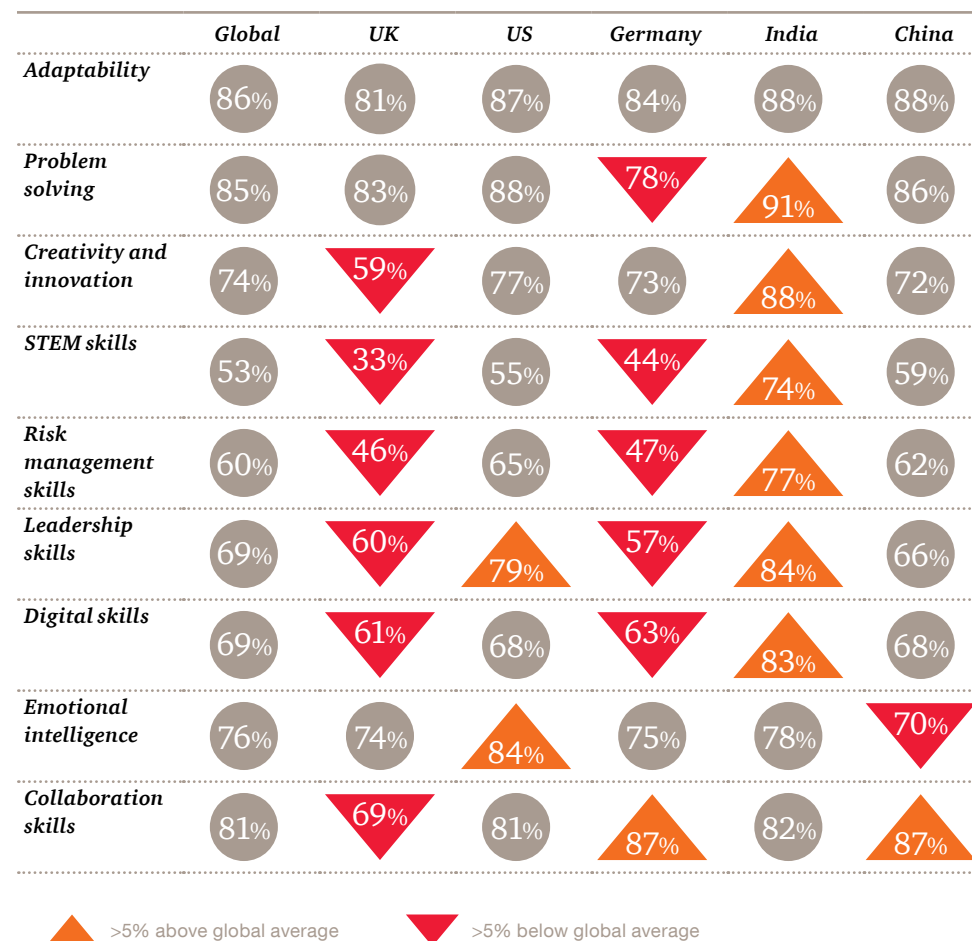 Global UK US Germany India China
Adaptability
86% 81% 87% 84% 88% 88%
Problem
solving
85% 83% 88% 78% 91% 86%
Creativity and
innovation
74% 59% 77% 73% 88% 72%
STEM skills
53% 33% 55% 44% 74% 59%
Risk
management
skills
60% 46% 65% 47% 77% 62%
Leadership
skills
69% 60% 79% 57% 84% 66%
Digital skills
69% 61% 68% 63% 83% 68%
Emotional
intelligence
76% 74% 84% 75% 78% 70%
Collaboration
skills
81% 69% 81% 87% 82% 87%
>5% above global average >5% below global average